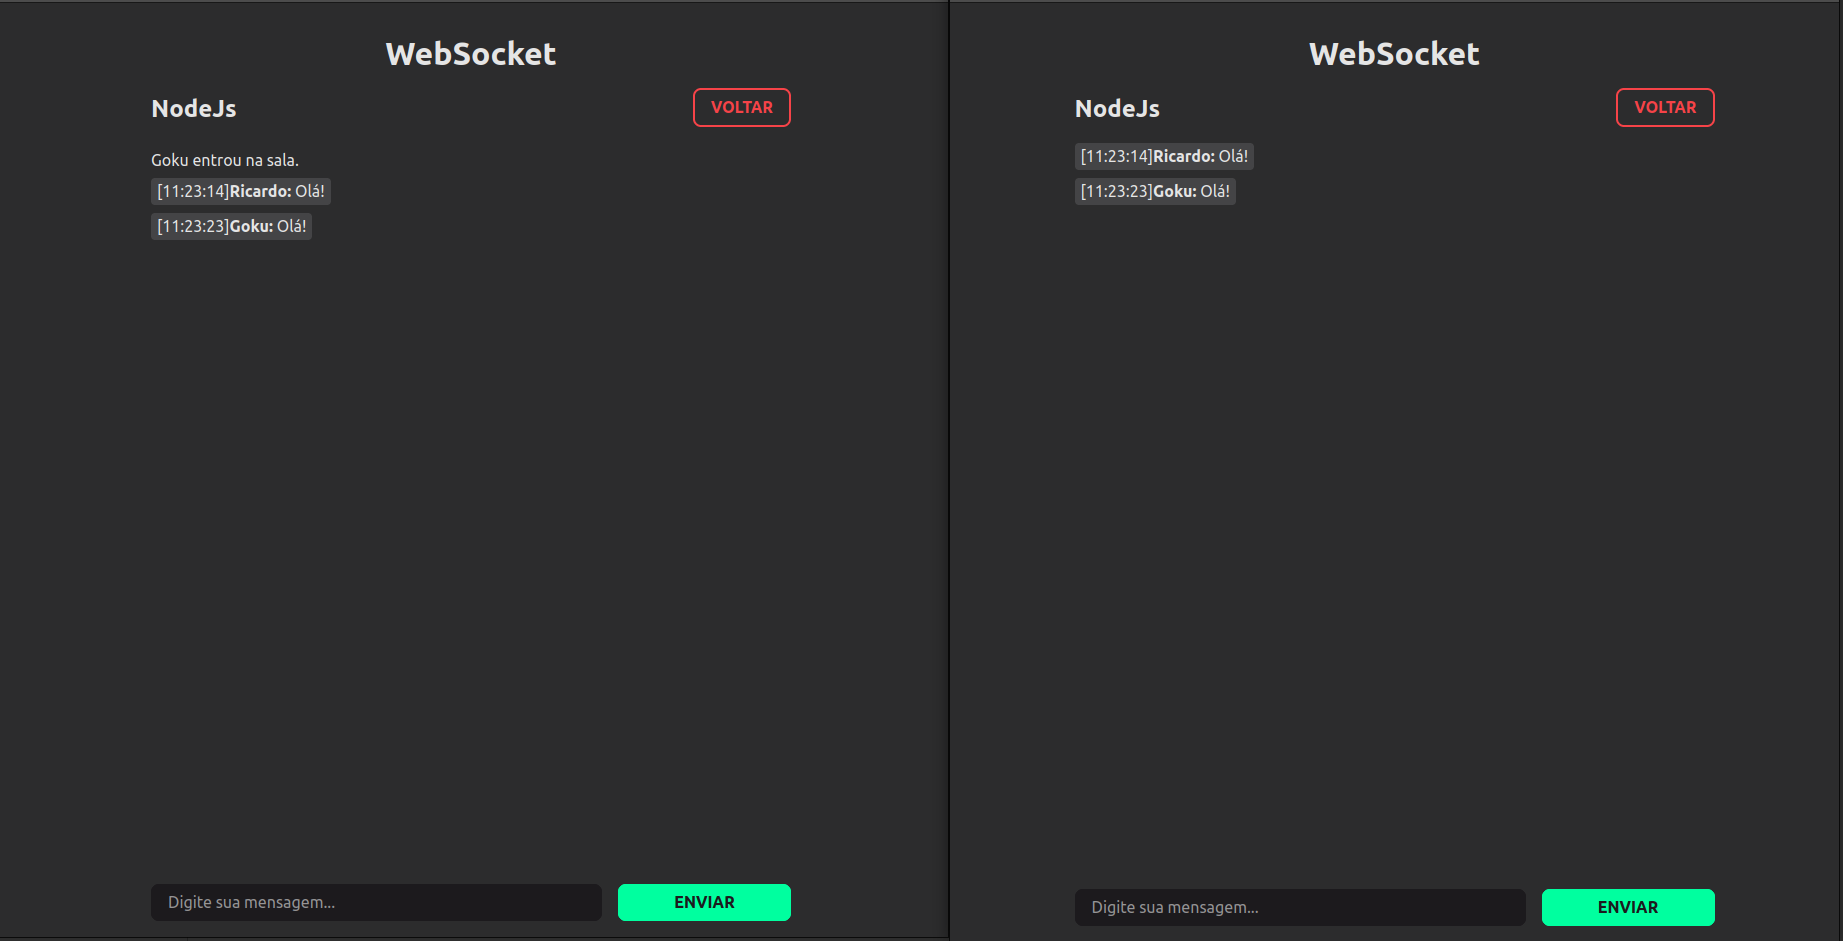 WebSocket
NodeJs
VOLTAR
Goku entrou na sala.
[11:23:14]Ricardo: Olá!
[11:23:23]Goku: Olá!
Digite sua mensagem...
ENVIAR
WebSocket
NodeJs
VOLTAR
[11:23:14]Ricardo: Olá!
[11:23:23]Goku: Olá!
Digite sua mensagem...
ENVIAR